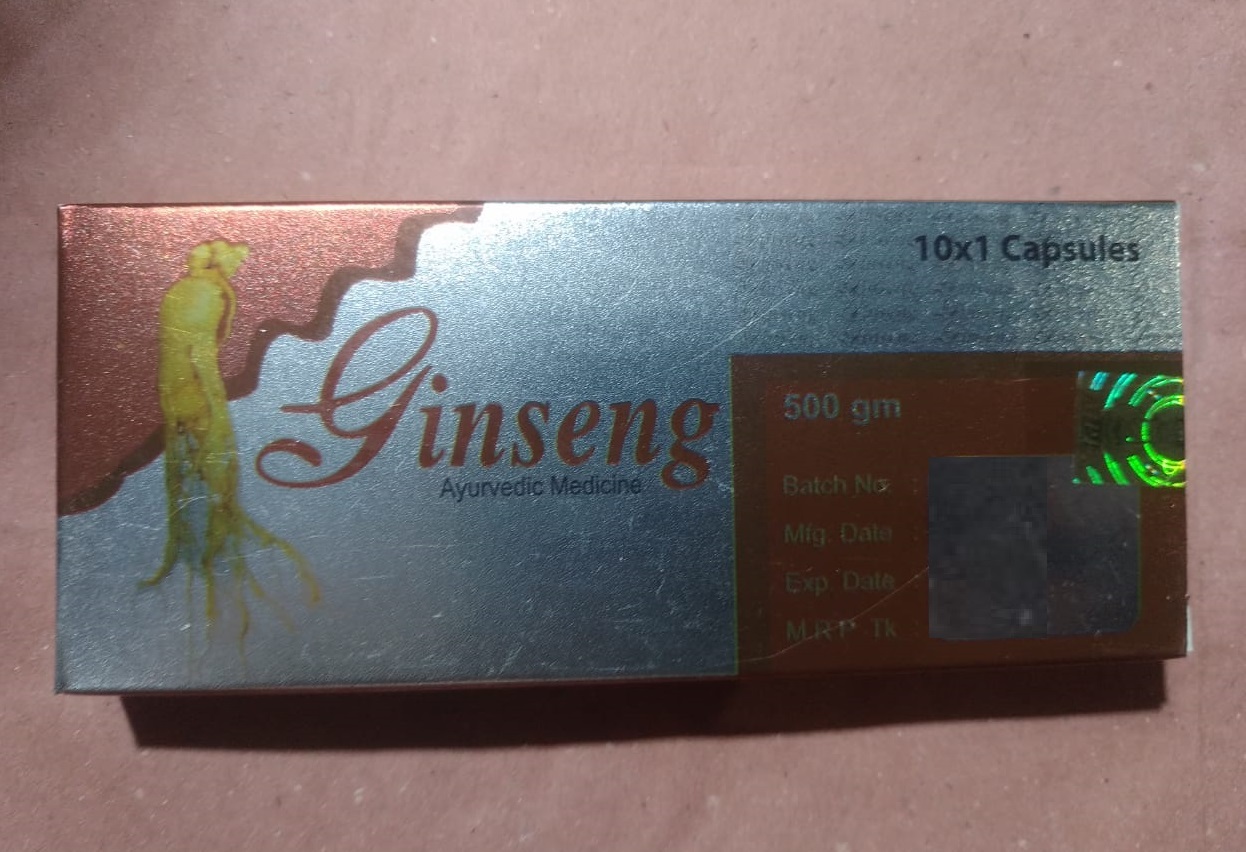 10x1 Capsules
Ginseng
Ayurvedic Medicine
500 gm
Batch No.
Mfg. Date
Exp. Date
M.R.P. Tk